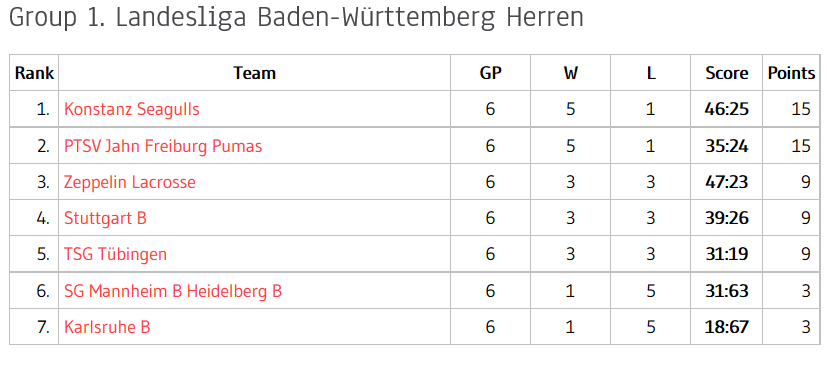 Group 1. Landesliga Baden-Württemberg Herren
Rank Team GP W L Score Points
1. Konstanz Seagulls 6 5 1 46:25 15
2. PTSV Jahn Freiburg Pumas 6 5 1 35:24 15
3. Zeppelin Lacrosse 6 3 3 47:23 9
4. Stuttgart B 6 3 3 39:26 9
5. TSG Tübingen 6 3 3 31:19 9
6. SG Mannheim B Heidelberg B 6 1 5 31:63 3
7. Karlsruhe B 6 1 5 18:67 3